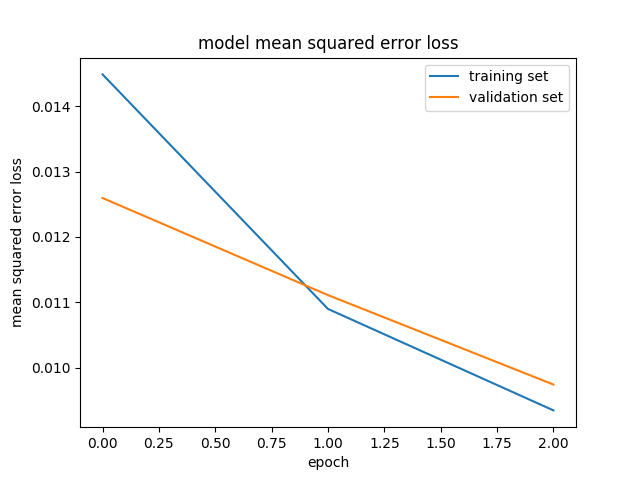 model mean squared error loss
training set
validation set
0.014
0.013
0.012
0.011
0.010
mean squared error loss
0.00 0.25 0.50 0.75 1.00 1.25 1.50 1.75 2.00
epoch